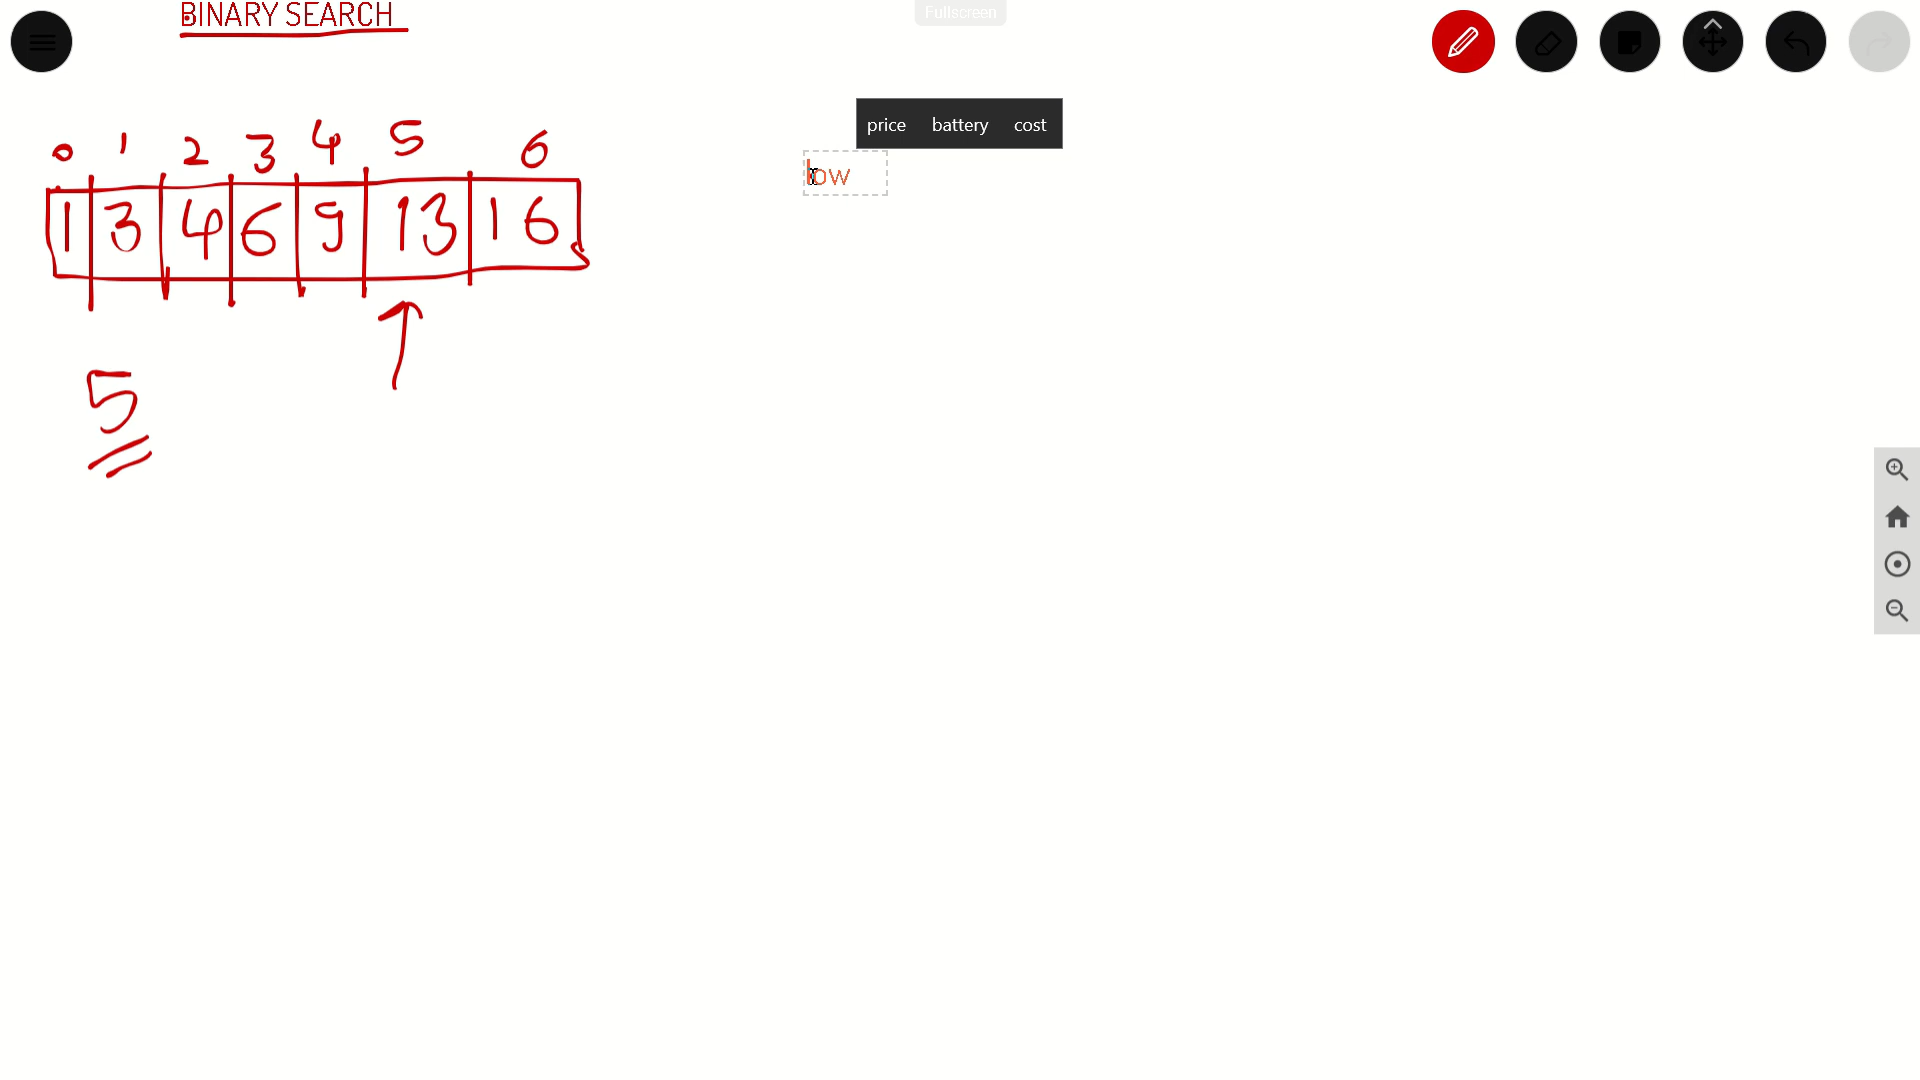 BINARY SEARCH
Fullscreen
price battery cost
low
0 1 2 3 4 5 6
1 3 4 6 9 13 16
5